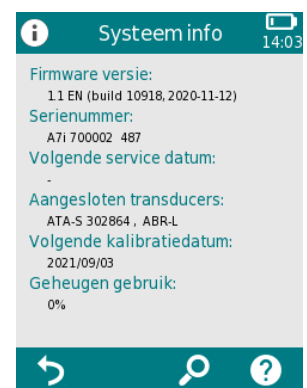 Systeem info
14:03
Firmware versie:
1.1 EN (build 10918, 2020-11-12)
Serienummer:
A7i 700002 487
Volgende service datum:
-
Aangesloten transducers:
ATA-S 302864 , ABR-L
Volgende kalibratiedatum:
2021/09/03
Geheugen gebruik:
0%
?